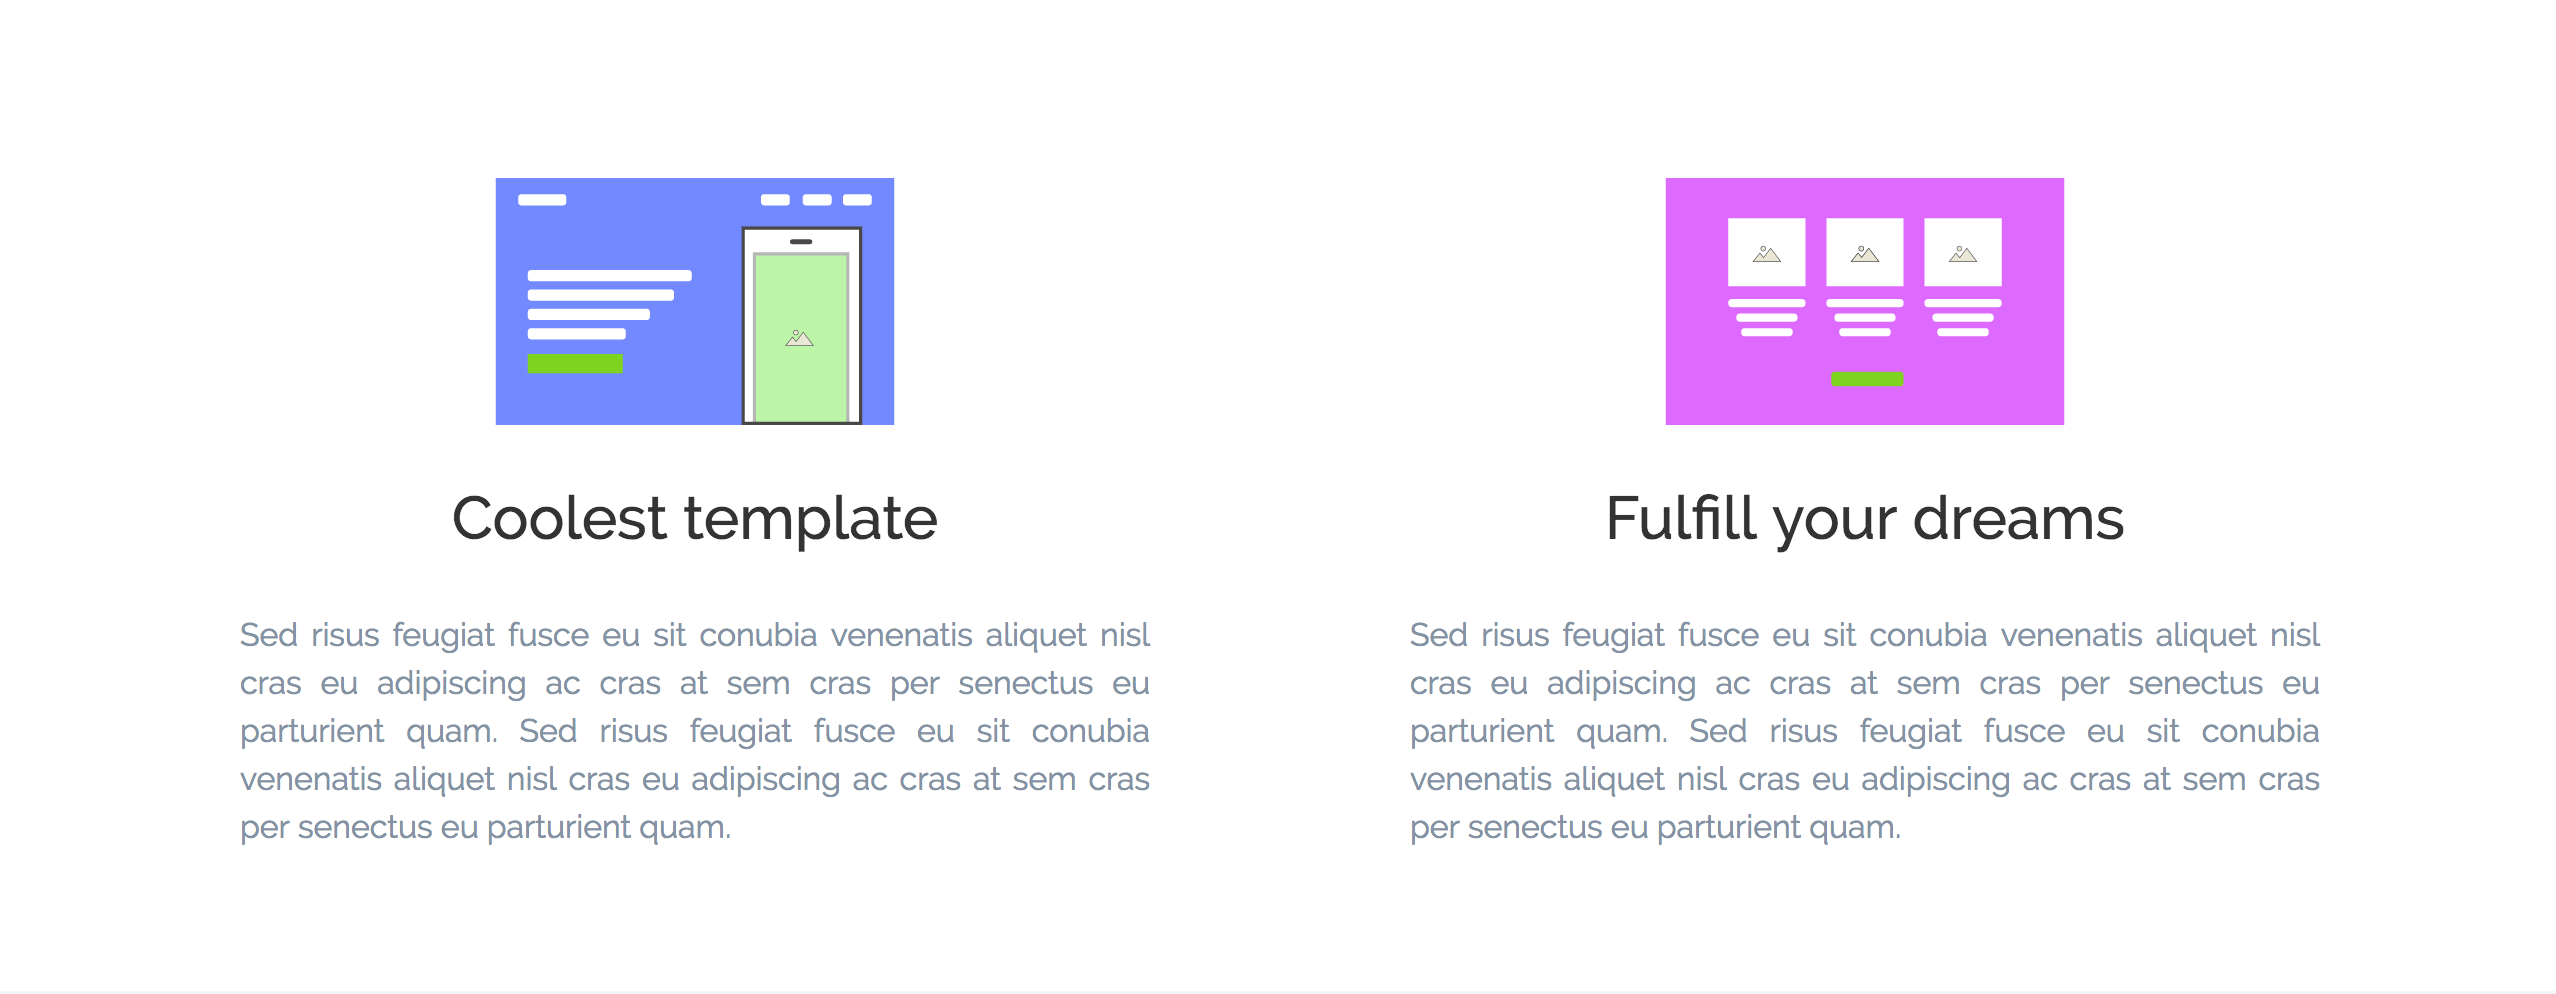 Coolest template
Sed risus feugiat fusce eu sit conubia venenatis aliquet nisl
cras eu adipiscing ac cras at sem cras per senectus eu
parturient quam. Sed risus feugiat fusce eu sit conubia
venenatis aliquet nisl cras eu adipiscing ac cras at sem cras
per senectus eu parturient quam.
Fulfill your dreams
Sed risus feugiat fusce eu sit conubia venenatis aliquet nisl
cras eu adipiscing ac cras at sem cras per senectus eu
parturient quam. Sed risus feugiat fusce eu sit conubia
venenatis aliquet nisl cras eu adipiscing ac cras at sem cras
per senectus eu parturient quam.